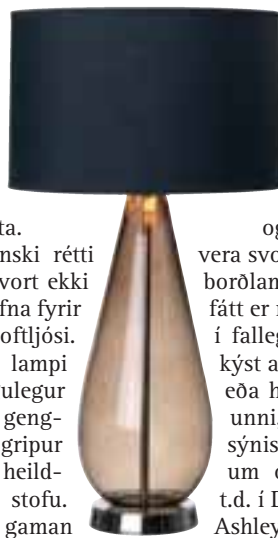 ta.
nski rétti
vort ekki
fna fyrir
oftljósi.
lampi
ulegur
geng-
gripur
heild-
stofu.
gaman
og
vera svo
borðlan
fátt er
í falleg
kýst a
eða h
unni,
sýnis
um
t.d. í
Ashley